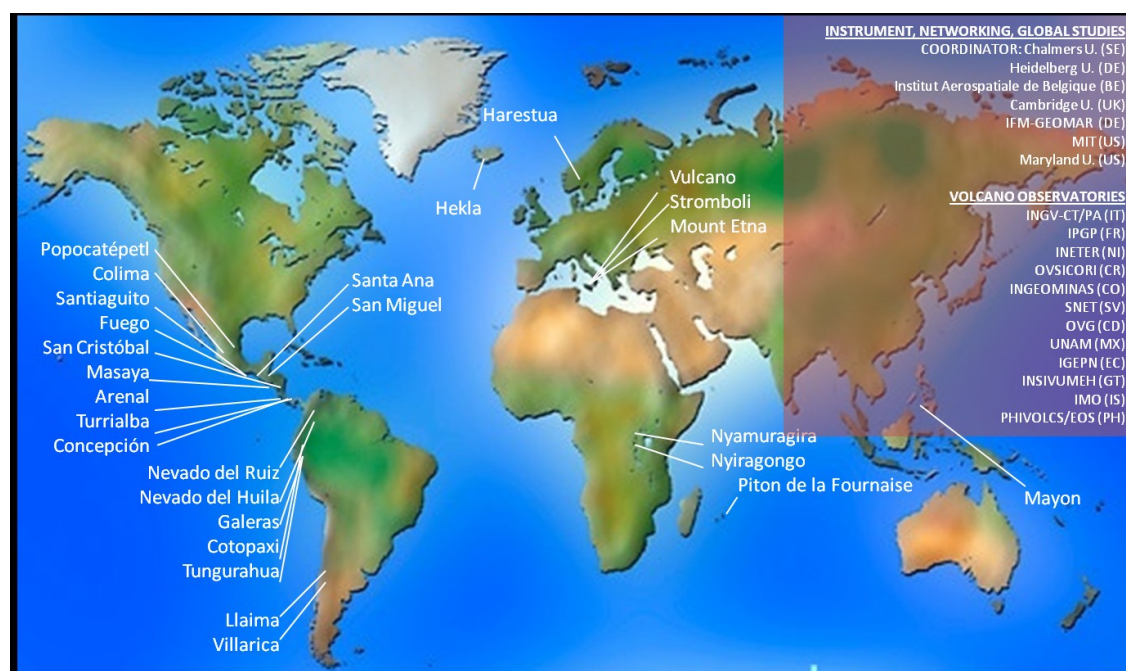 INSTRUMENT, NETWORKING, GLOBAL STUDIES
COORDINATOR: Chalmers U. (SE)
Heidelberg U. (DE)
Institut Aerospatiale de Belgique (BE)
Cambridge U. (UK)
IFM-GEOMAR (DE)
MIT (US)
Maryland U. (US)
VOLCANO OBSERVATORIES
INGV-CT/PA (IT)
IPGP (FR)
INETER (NI)
OVSICORI (CR)
INGEOMINAS (CO)
SNET (SV)
OVG (CD)
UNAM (MX)
IGEPN (EC)
INSIVUMEH (GT)
IMO (IS)
PHIVOLCS/EOS (PH)
Harestua
Hekla
Vulcano
Stromboli
Mount Etna
Popocatépetl
Colima
Santiaguito
Fuego
San Cristóbal
Masaya
Arenal
Turrialba
Concepción
Santa Ana
San Miguel
Nevado del Ruiz
Nevado del Huila
Galeras
Cotopaxi
Tungurahua
Llaima
Villarica
Nyamuragira
Nyiragongo
Piton de la Fournaise
Mayon